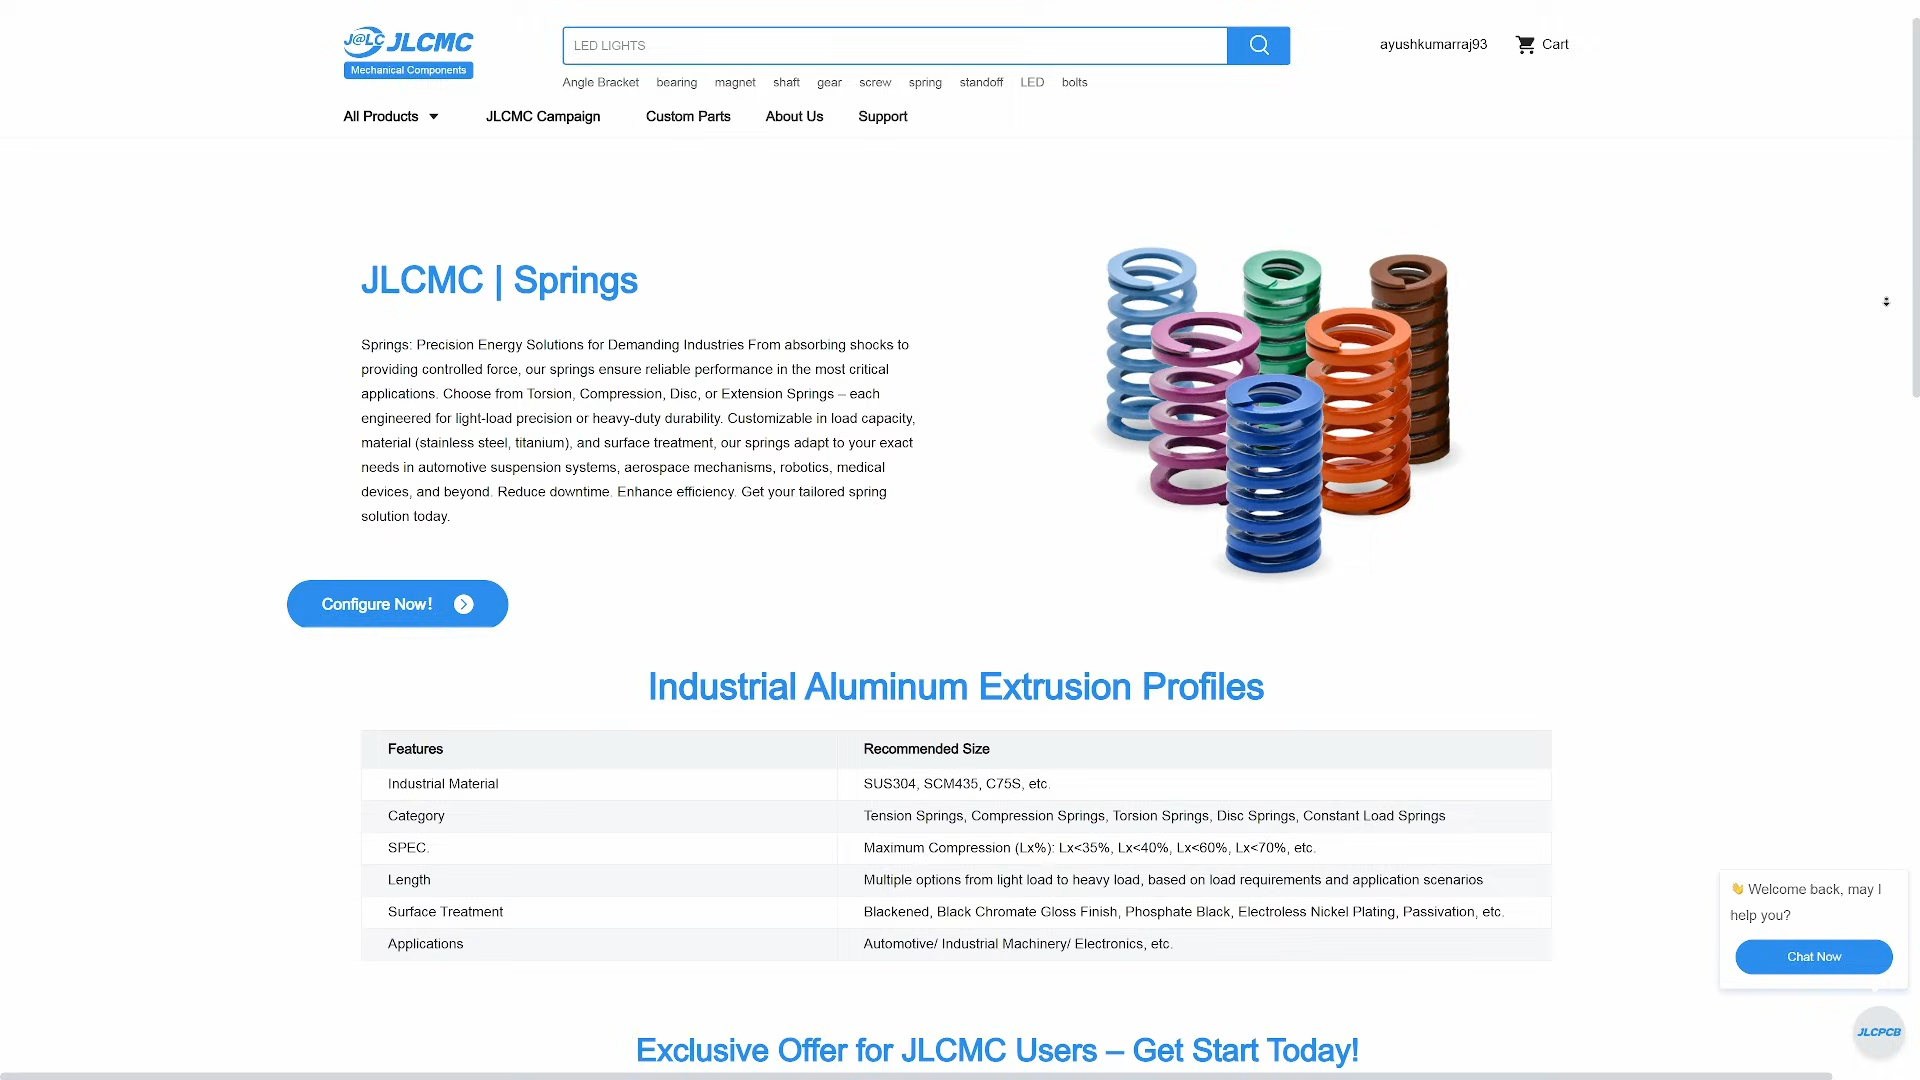 J@LC JLCMC
Mechanical Components
LED LIGHTS
ayushkumarraj93
Cart
Angle Bracket bearing magnet shaft gear screw spring standoff LED bolts
All Products JLCMC Campaign Custom Parts About Us Support
JLCMC | Springs
Springs: Precision Energy Solutions for Demanding Industries From absorbing shocks to
providing controlled force, our springs ensure reliable performance in the most critical
applications. Choose from Torsion, Compression, Disc, or Extension Springs – each
engineered for light-load precision or heavy-duty durability. Customizable in load capacity,
material (stainless steel, titanium), and surface treatment, our springs adapt to your exact
needs in automotive suspension systems, aerospace mechanisms, robotics, medical
devices, and beyond. Reduce downtime. Enhance efficiency. Get your tailored spring
solution today.
Configure Now!
Industrial Aluminum Extrusion Profiles
Features Recommended Size
Industrial Material SUS304, SCM435, C75S, etc.
Category Tension Springs, Compression Springs, Torsion Springs, Disc Springs, Constant Load Springs
SPEC. Maximum Compression (Lx%): Lx<35%, Lx<40%, Lx<60%, Lx<70%, etc.
Length Multiple options from light load to heavy load, based on load requirements and application scenarios
Surface Treatment Blackened, Black Chromate Gloss Finish, Phosphate Black, Electroless Nickel Plating, Passivation, etc.
Applications Automotive/ Industrial Machinery/ Electronics, etc.
👋 Welcome back, may I
help you?
Chat Now
JLCPCB
Exclusive Offer for JLCMC Users – Get Start Today!